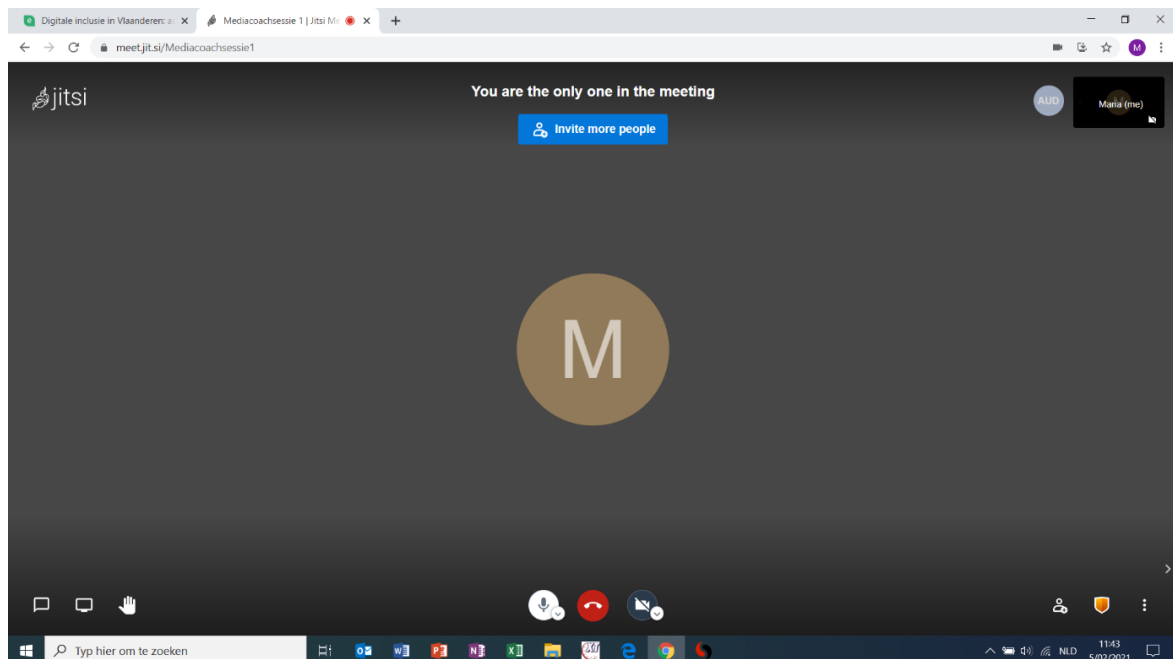 Digitale inclusie in Vlaanderen: a
Mediacoachsessie 1 | Jitsi Me
meet.jit.si/Mediacoachsessie1
M
jitsi
You are the only one in the meeting
Invite more people
AUD
Maria (me)
M
Typ hier om te zoeken
NLD
11:43
5/02/2021